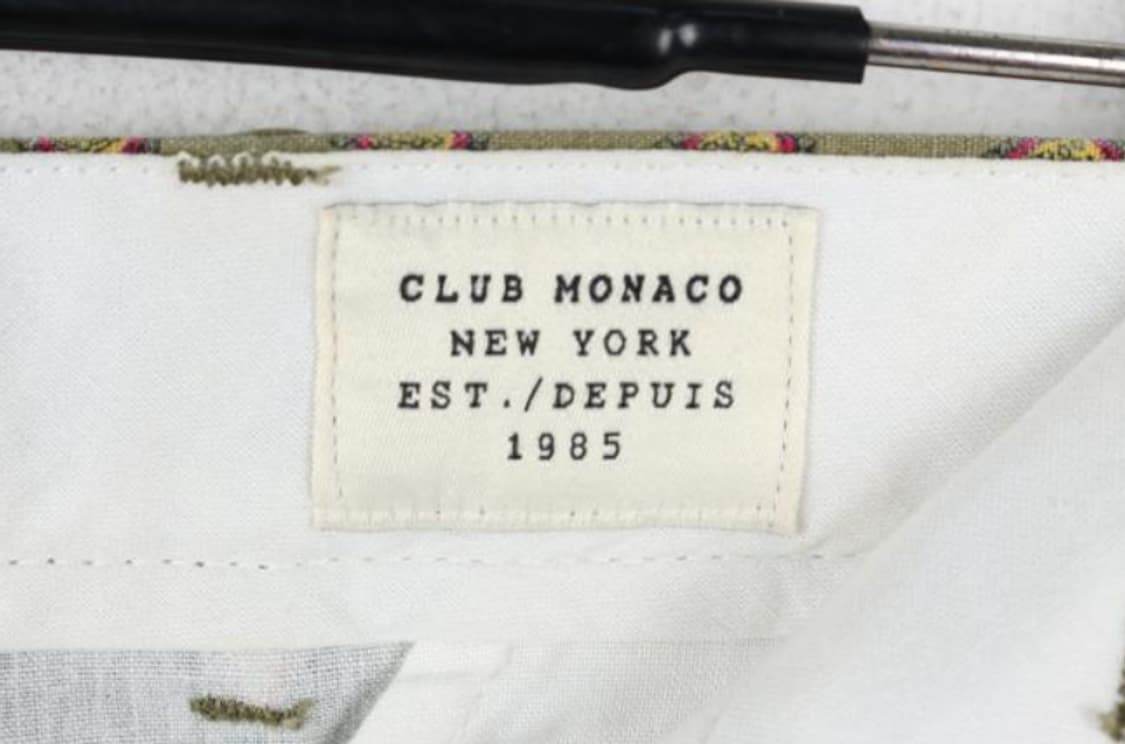 CLUB MONACO
NEW YORK
EST./DEPUIS
1985